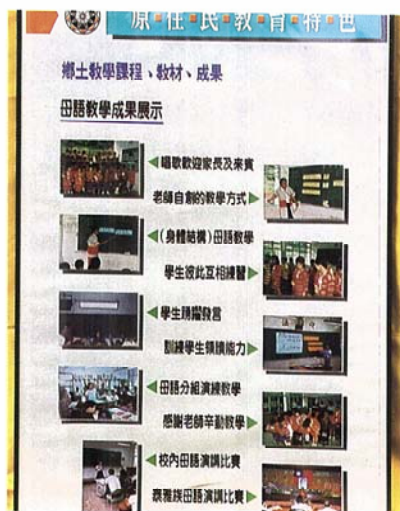 原住民教育特色
鄉土教學課程、教材、成果
母語教學成果展示
唱歌歡迎家長及來賓
老師自創的教學方式
(身體結構)母語教學
學生彼此互相練習
學生踴躍發言
訓練學生領讀能力
母語分組演練教學
感謝老師辛勤教學
校內母語演講比賽
泰雅族母語演講比賽